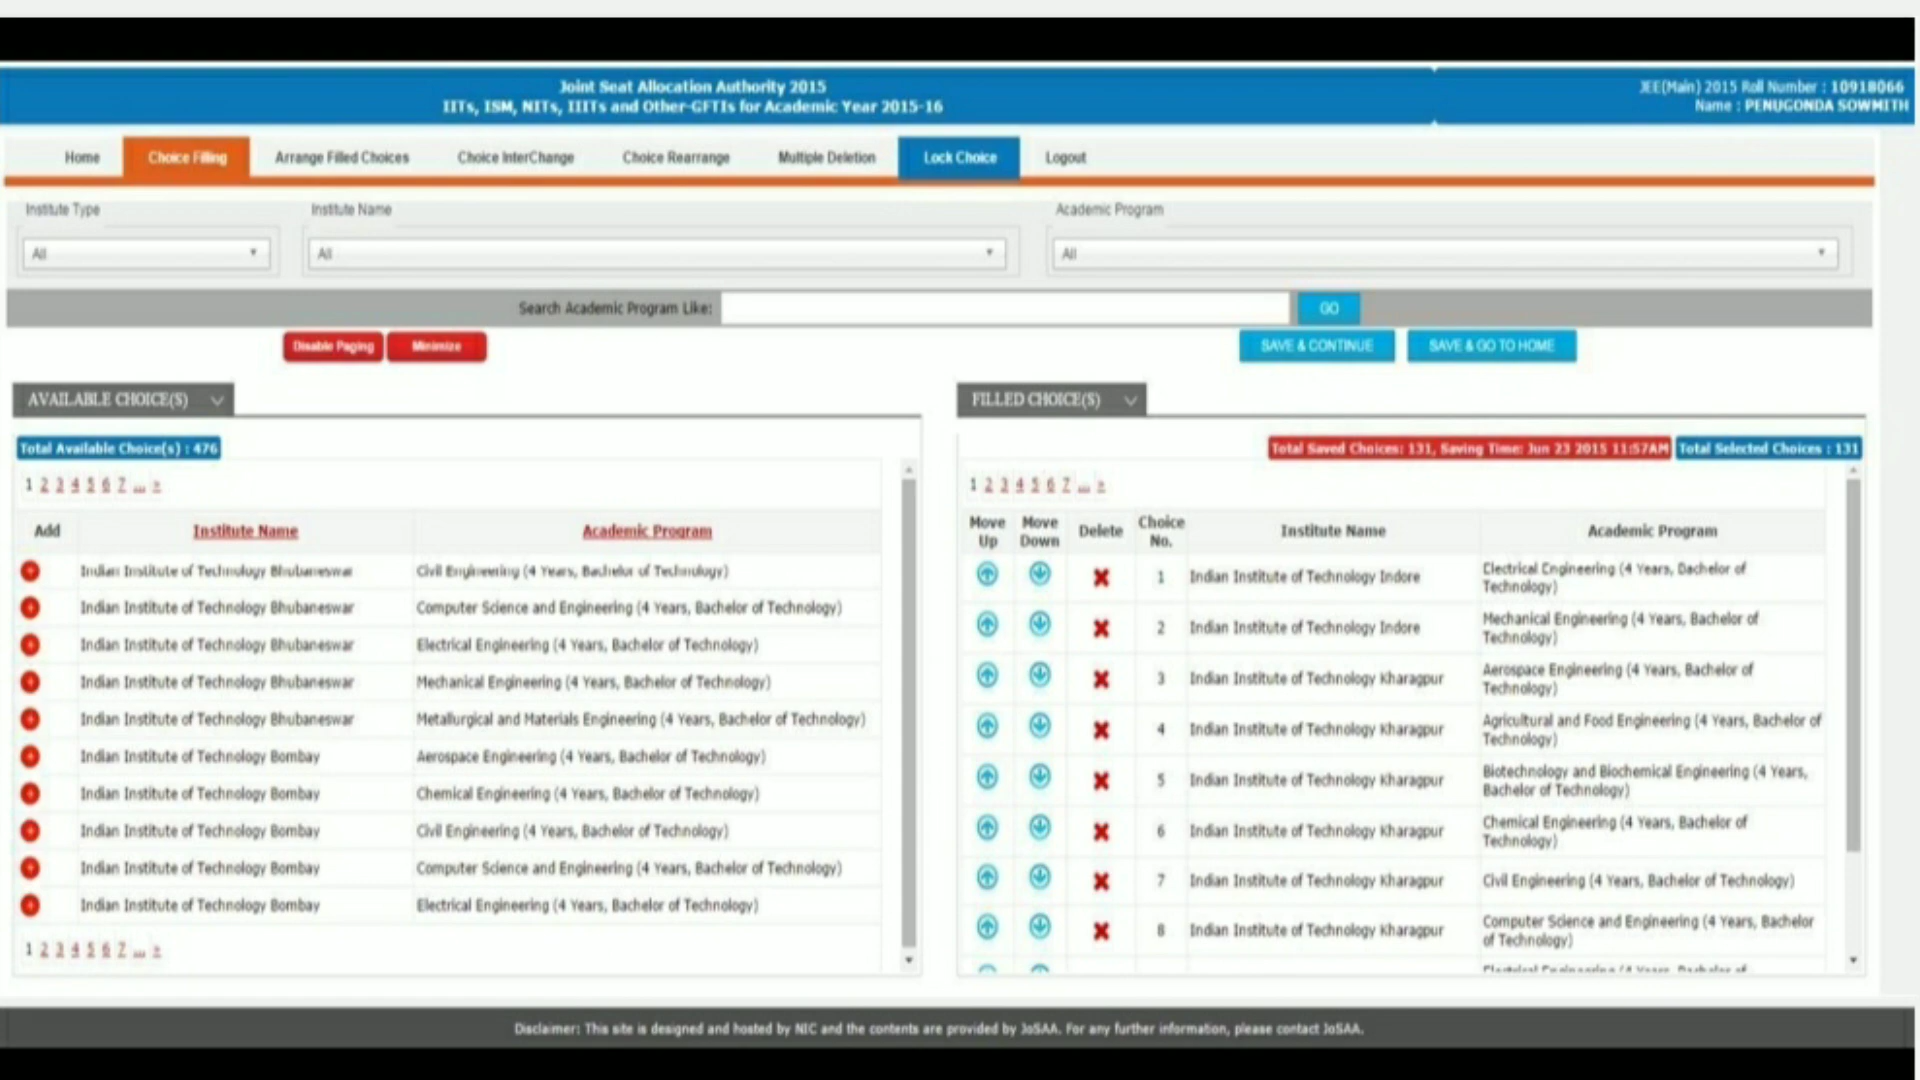 Joint Seat Allocation Authority 2015
IITs, ISM, NITs, IIITs and Other-GFTIs for Academic Year 2015-16
JEE(Main) 2015 Roll Number : 10918066
Name : PENUGONDA SOWMITH
Home Choice Filling Arrange Filled Choices Choice InterChange Choice Rearrange Multiple Deletion Lock Choice Logout
Institute Type Institute Name Academic Program
All All All
Search Academic Program Like: GO
Disable Paging Minimize SAVE & CONTINUE SAVE & GO TO HOME
AVAILABLE CHOICE(S)
Total Available Choice(s) : 476
1 2 3 4 5 6 7 ... >
Add Institute Name Academic Program
Indian Institute of Technology Bhubaneswar Civil Engineering (4 Years, Bachelor of Technology)
Indian Institute of Technology Bhubaneswar Computer Science and Engineering (4 Years, Bachelor of Technology)
Indian Institute of Technology Bhubaneswar Electrical Engineering (4 Years, Bachelor of Technology)
Indian Institute of Technology Bhubaneswar Mechanical Engineering (4 Years, Bachelor of Technology)
Indian Institute of Technology Bhubaneswar Metallurgical and Materials Engineering (4 Years, Bachelor of Technology)
Indian Institute of Technology Bombay Aerospace Engineering (4 Years, Bachelor of Technology)
Indian Institute of Technology Bombay Chemical Engineering (4 Years, Bachelor of Technology)
Indian Institute of Technology Bombay Civil Engineering (4 Years, Bachelor of Technology)
Indian Institute of Technology Bombay Computer Science and Engineering (4 Years, Bachelor of Technology)
Indian Institute of Technology Bombay Electrical Engineering (4 Years, Bachelor of Technology)
1 2 3 4 5 6 7 ... >
FILLED CHOICE(S)
Total Saved Choices: 131, Saving Time: Jun 23 2015 11:57AM Total Selected Choices : 131
1 2 3 4 5 6 7 ... >
Move Up Move Down Delete Choice No. Institute Name Academic Program
1 Indian Institute of Technology Indore Electrical Engineering (4 Years, Bachelor of
Technology)
2 Indian Institute of Technology Indore Mechanical Engineering (4 Years, Bachelor of
Technology)
3 Indian Institute of Technology Kharagpur Aerospace Engineering (4 Years, Bachelor of
Technology)
4 Indian Institute of Technology Kharagpur Agricultural and Food Engineering (4 Years, Bachelor of
Technology)
5 Indian Institute of Technology Kharagpur Biotechnology and Biochemical Engineering (4 Years,
Bachelor of Technology)
6 Indian Institute of Technology Kharagpur Chemical Engineering (4 Years, Bachelor of
Technology)
7 Indian Institute of Technology Kharagpur Civil Engineering (4 Years, Bachelor of Technology)
8 Indian Institute of Technology Kharagpur Computer Science and Engineering (4 Years, Bachelor
of Technology)
Electrical Engineering (4 Years, Bachelor of
Disclaimer: This site is designed and hosted by NIC and the contents are provided by JoSAA. For any further information, please contact JoSAA.